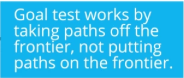 Goal test works by
taking paths off the
frontier, not putting
paths on the frontier.